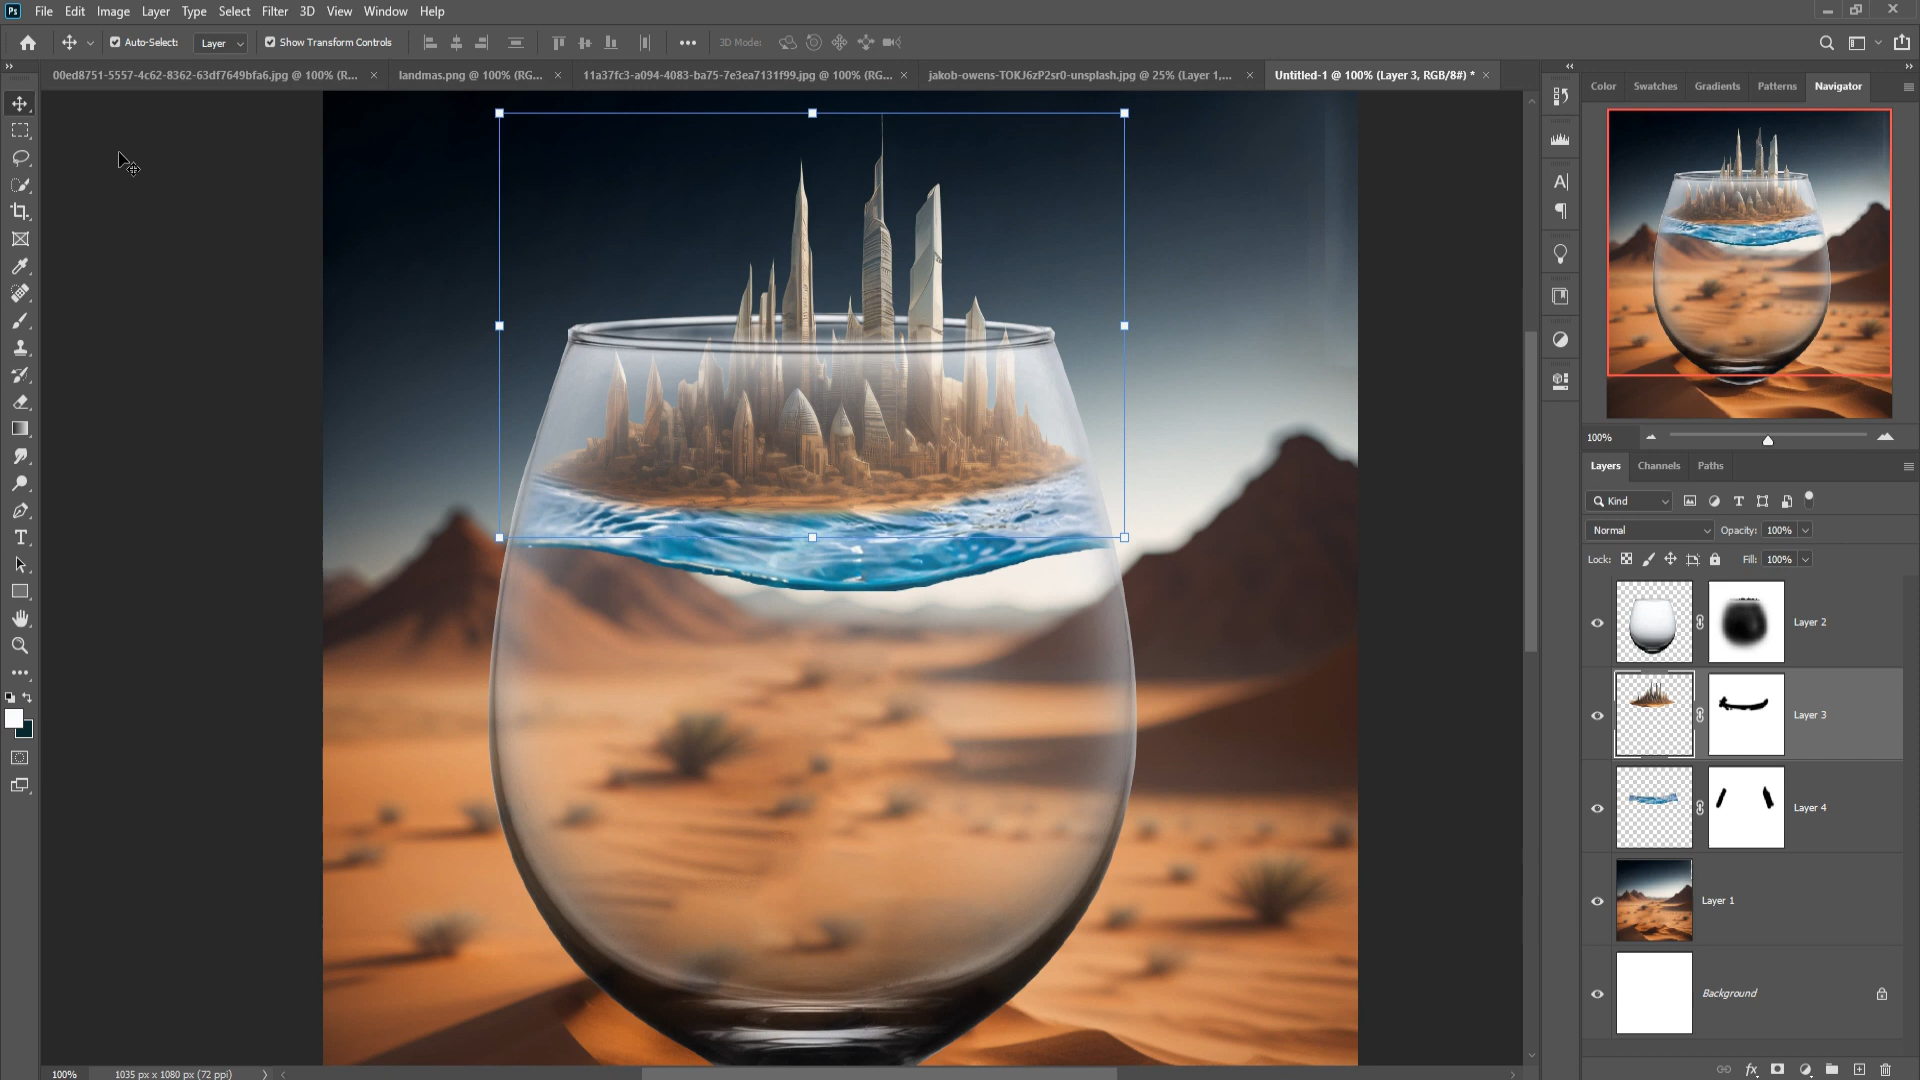 Ps File Edit Image Layer Type Select Filter 3D View Window Help
Auto-Select: Layer Show Transform Controls 3D Mode:
00ed8751-5557-4c62-8362-63df7649bfa6.jpg @ 100% (R... landmas.png @ 100% (RG... 11a37fc3-a094-4083-ba75-7e3ea7131f99.jpg @ 100% (RG... jakob-owens-TOKJ6zP2sr0-unsplash.jpg @ 25% (Layer 1,... Untitled-1 @ 100% (Layer 3, RGB/8#) *
Color Swatches Gradients Patterns Navigator
100%
Layers Channels Paths
Kind
Normal Opacity: 100%
Lock: Fill: 100%
Layer 2
Layer 3
Layer 4
Layer 1
Background
100% 1035 px x 1080 px (72 ppi)